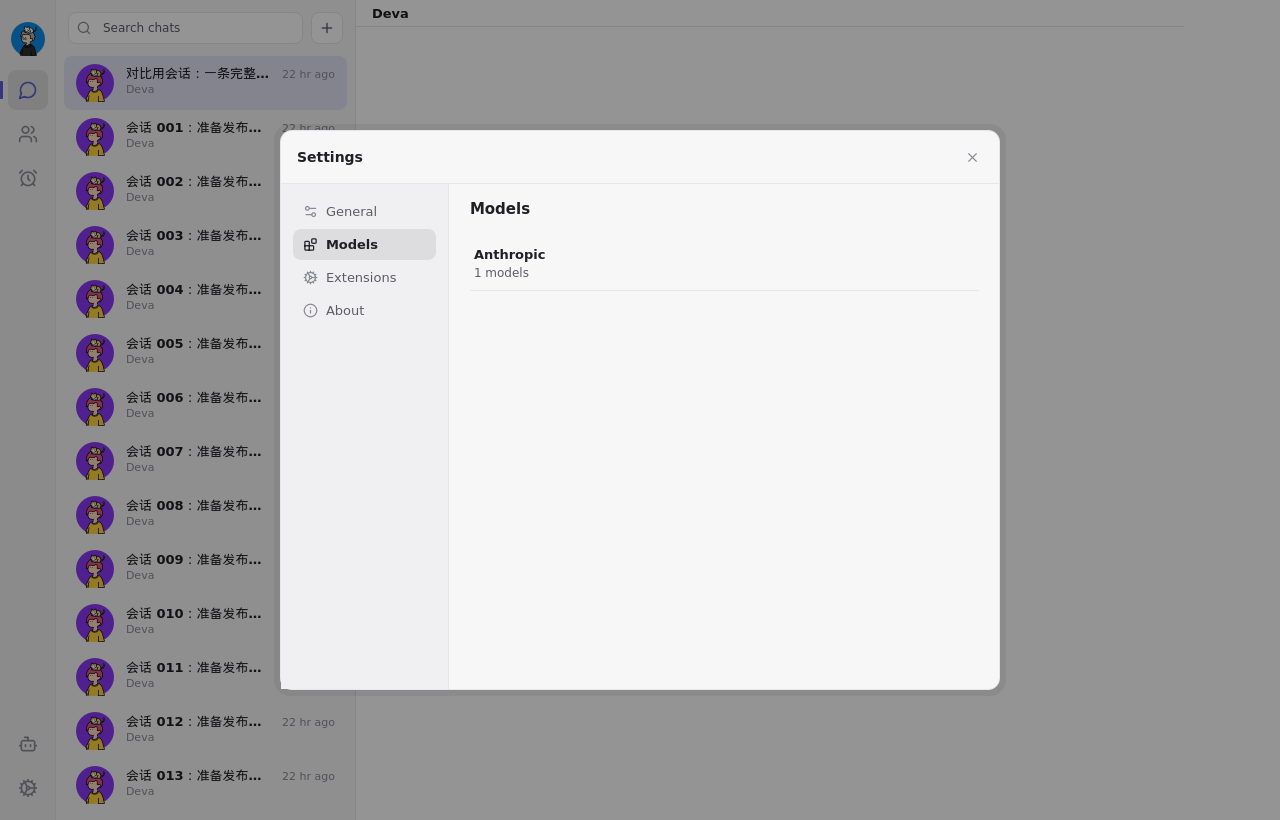 Search chats
Deva
对比用会话：一条完整… 22 hr ago
Deva
会话 001：准备发布… 22 hr ago
Deva
会话 002：准备发布…
Deva
会话 003：准备发布…
Deva
会话 004：准备发布…
Deva
会话 005：准备发布…
Deva
会话 006：准备发布…
Deva
会话 007：准备发布…
Deva
会话 008：准备发布…
Deva
会话 009：准备发布…
Deva
会话 010：准备发布…
Deva
会话 011：准备发布…
Deva
会话 012：准备发布… 22 hr ago
Deva
会话 013：准备发布… 22 hr ago
Deva
Settings
General
Models
Extensions
About
Models
Anthropic
1 models